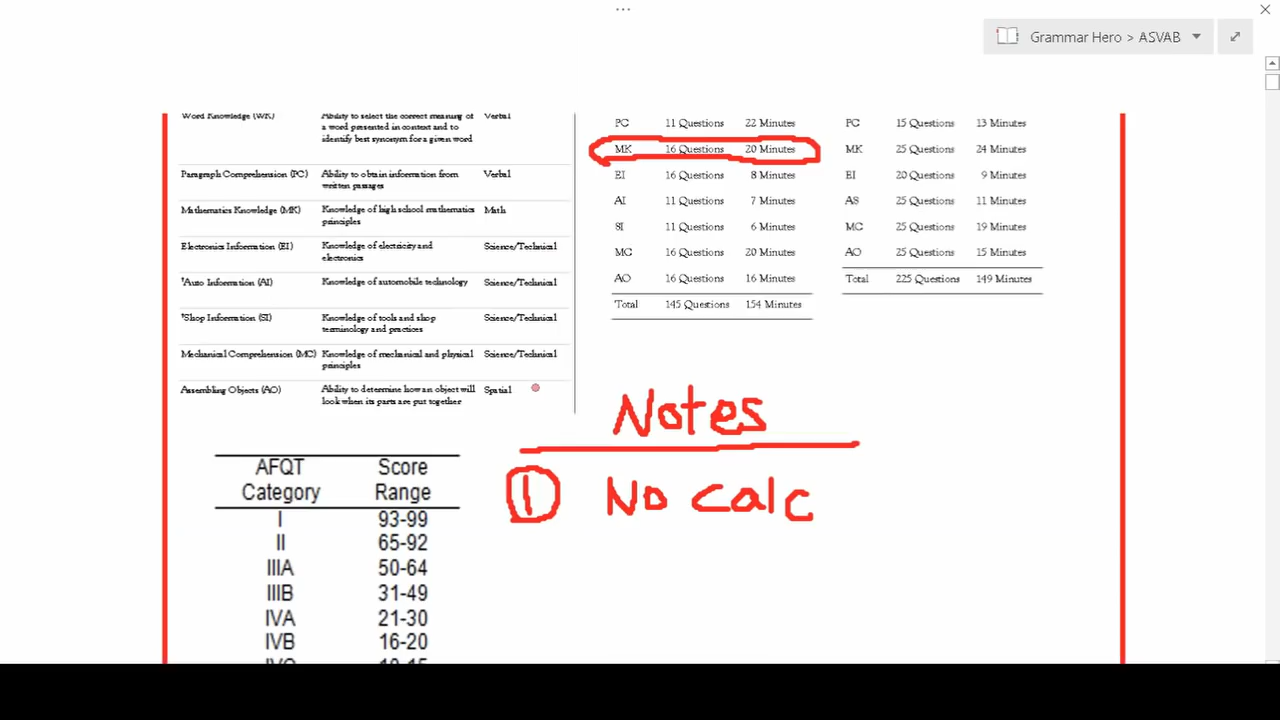 ...
Grammar Hero > ASVAB
Word Knowledge (WK) Ability to select the correct meaning of Verbal
a word presented in context and to
identify best synonym for a given word
Paragraph Comprehension (PC) Ability to obtain information from Verbal
written passages
Mathematics Knowledge (MK) Knowledge of high school mathematics Math
principles
Electronics Information (EI) Knowledge of electricity and Science/Technical
electronics
Auto Information (AI) Knowledge of automobile technology Science/Technical
Shop Information (SI) Knowledge of tools and shop Science/Technical
terminology and practices
Mechanical Comprehension (MC) Knowledge of mechanical and physical Science/Technical
principles
Assembling Objects (AO) Ability to determine how an object will Spatial
look when its parts are put together
PC 11 Questions 22 Minutes
MK 16 Questions 20 Minutes
EI 16 Questions 8 Minutes
AI 11 Questions 7 Minutes
SI 11 Questions 6 Minutes
MC 16 Questions 20 Minutes
AO 16 Questions 16 Minutes
Total 145 Questions 154 Minutes
PC 15 Questions 13 Minutes
MK 25 Questions 24 Minutes
EI 20 Questions 9 Minutes
AS 25 Questions 11 Minutes
MC 25 Questions 19 Minutes
AO 25 Questions 15 Minutes
Total 225 Questions 149 Minutes
Notes
1 No calc
AFQT Score
Category Range
I 93-99
II 65-92
IIIA 50-64
IIIB 31-49
IVA 21-30
IVB 16-20